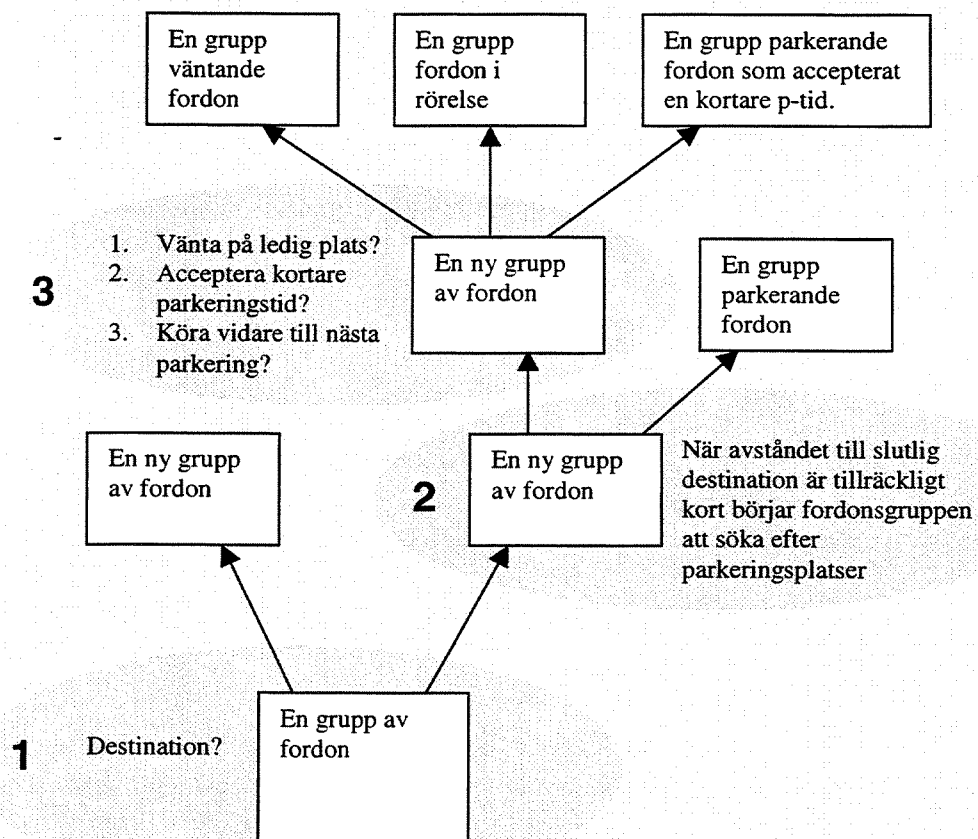 En grupp
väntande
fordon
En grupp
fordon i
rörelse
En grupp parkerande
fordon som accepterat
en kortare p-tid.
3
1. Vänta på ledig plats?
2. Acceptera kortare
parkeringstid?
3. Köra vidare till nästa
parkering?
En ny grupp
av fordon
En grupp
parkerande
fordon
En ny grupp
av fordon
2
En ny grupp
av fordon
När avståndet till slutlig
destination är tillräckligt
kort börjar fordonsgruppen
att söka efter
parkeringsplatser
1
Destination?
En grupp av
fordon